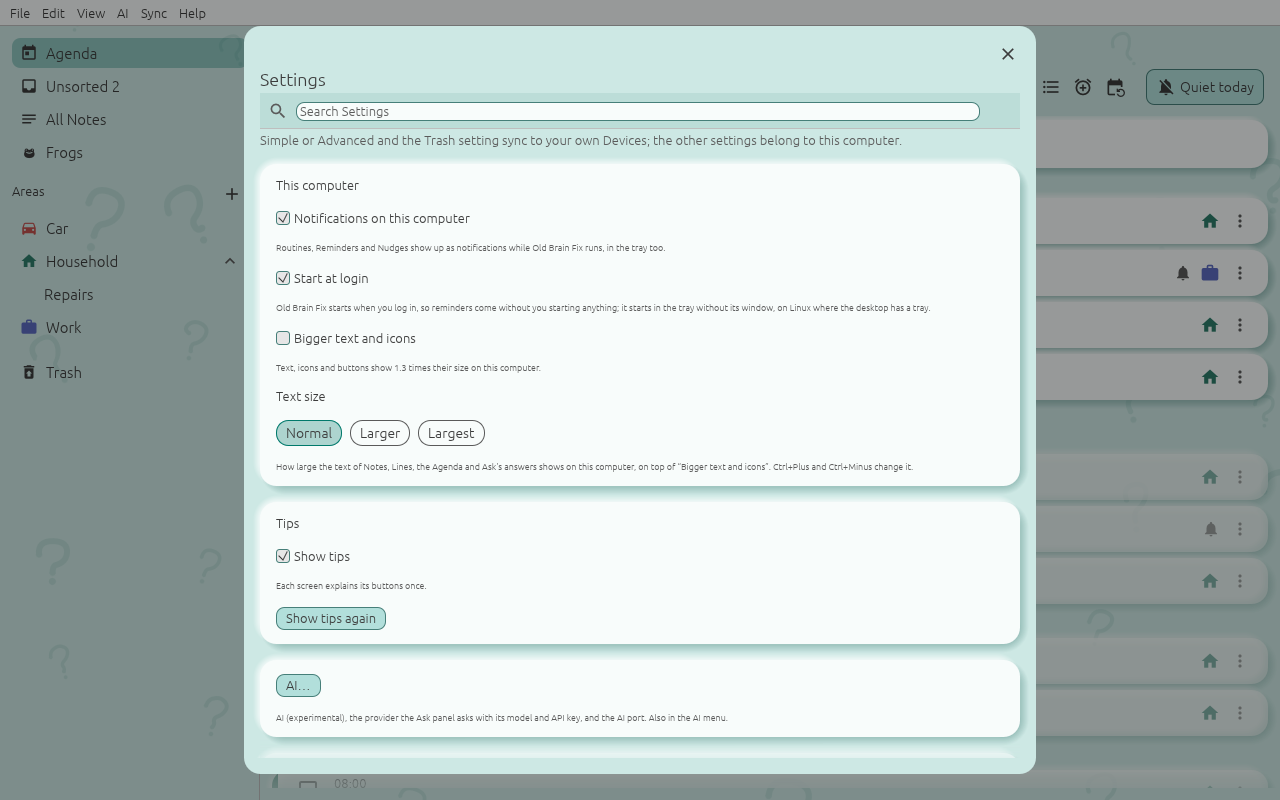 File Edit View AI Sync Help
Agenda
Unsorted 2
All Notes
Frogs
Areas
Car
Household
Repairs
Work
Trash
Quiet today
Settings
Search Settings
Simple or Advanced and the Trash setting sync to your own Devices; the other settings belong to this computer.
This computer
Notifications on this computer
Routines, Reminders and Nudges show up as notifications while Old Brain Fix runs, in the tray too.
Start at login
Old Brain Fix starts when you log in, so reminders come without you starting anything; it starts in the tray without its window, on Linux where the desktop has a tray.
Bigger text and icons
Text, icons and buttons show 1.3 times their size on this computer.
Text size
Normal Larger Largest
How large the text of Notes, Lines, the Agenda and Ask's answers shows on this computer, on top of "Bigger text and icons". Ctrl+Plus and Ctrl+Minus change it.
Tips
Show tips
Each screen explains its buttons once.
Show tips again
AI…
AI (experimental), the provider the Ask panel asks with its model and API key, and the AI port. Also in the AI menu.
08:00